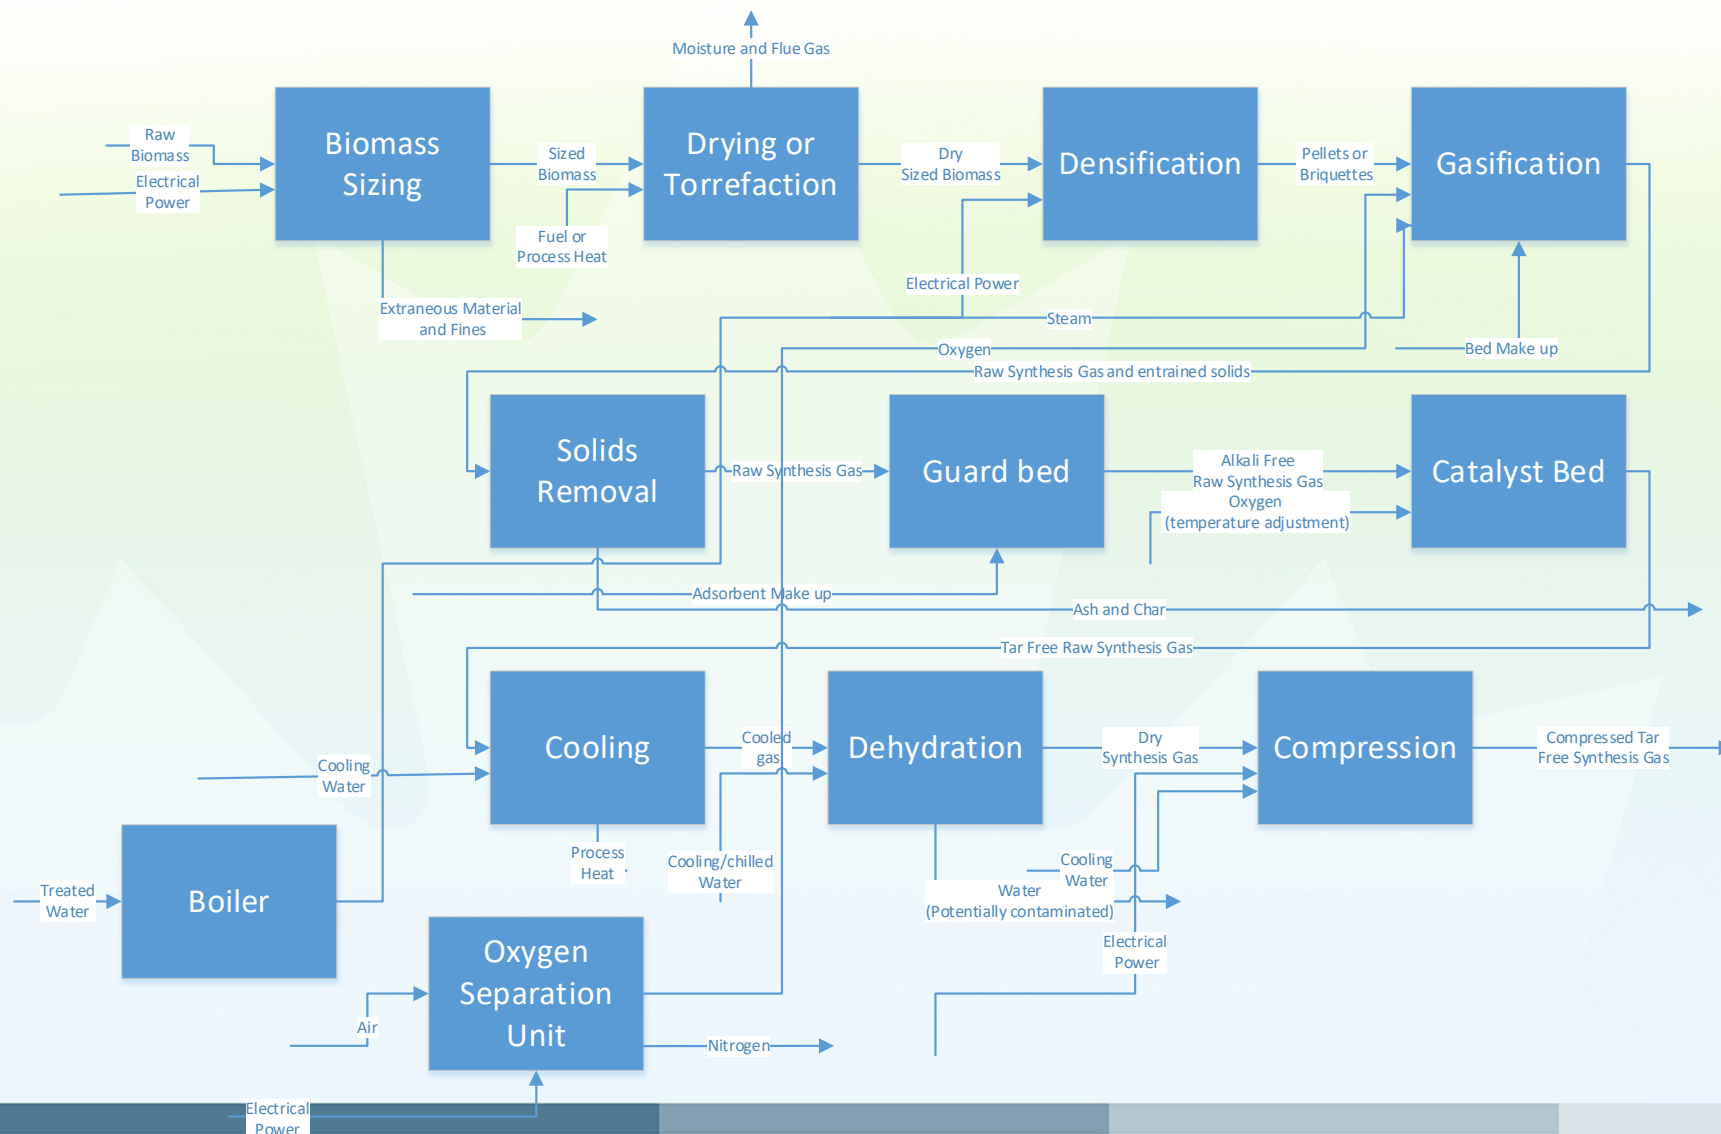 Moisture and Flue Gas
Raw
Biomass
Electrical
Power
Biomass
Sizing
Sized
Biomass
Fuel or
Process Heat
Drying or
Torrefaction
Dry
Sized Biomass
Densification
Pellets or
Briquettes
Gasification
Electrical Power
Extraneous Material
and Fines
Steam
Oxygen
Bed Make up
Raw Synthesis Gas and entrained solids
Solids
Removal
Raw Synthesis Gas
Guard bed
Alkali Free
Raw Synthesis Gas
Oxygen
(temperature adjustment)
Catalyst Bed
Adsorbent Make up
Ash and Char
Tar Free Raw Synthesis Gas
Cooling
Water
Cooling
Cooled
gas
Dehydration
Dry
Synthesis Gas
Compression
Compressed Tar
Free Synthesis Gas
Process
Heat
Cooling/chilled
Water
Cooling
Water
Water
(Potentially contaminated)
Electrical
Power
Treated
Water
Boiler
Oxygen
Separation
Unit
Air
Nitrogen
Electrical
Power